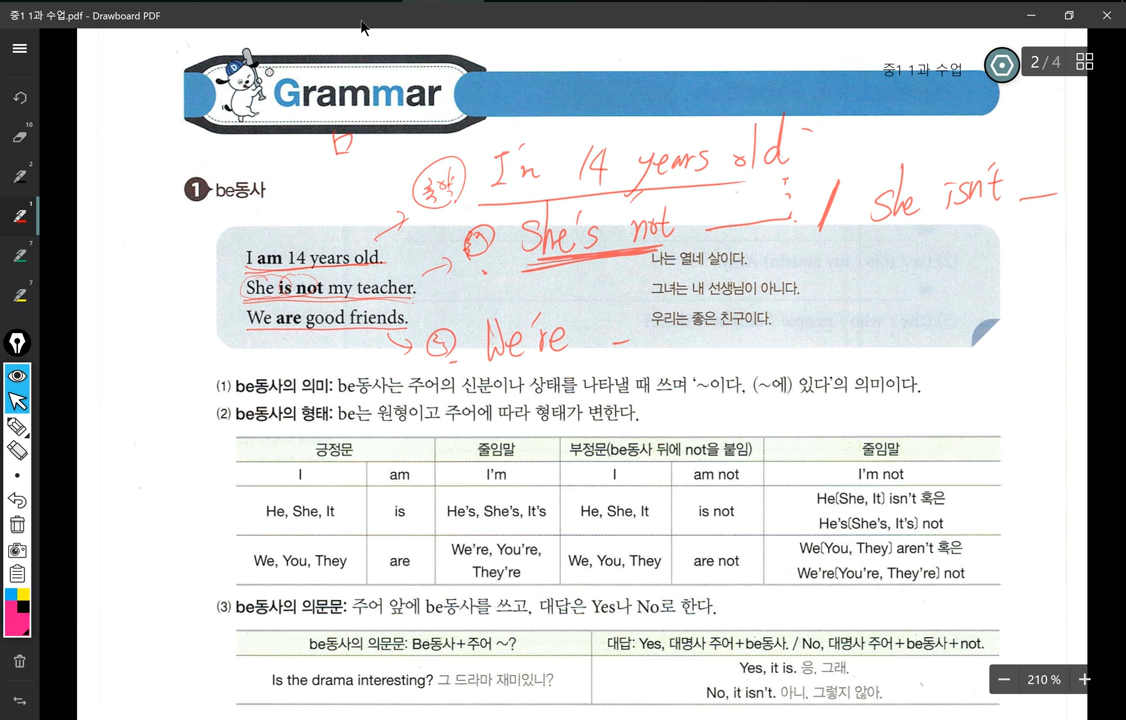 중1 1과 수업.pdf - Drawboard PDF
중1 1과 수업
2 / 4
Grammar
I'm 14 years old
축약
1 be동사
She's not / She isn't
I am 14 years old. 나는 열네 살이다.
She is not my teacher. 그녀는 내 선생님이 아니다.
We are good friends. 우리는 좋은 친구이다.
We're
(1) be동사의 의미: be동사는 주어의 신분이나 상태를 나타낼 때 쓰며 '~이다, (~에) 있다'의 의미이다.
(2) be동사의 형태: be는 원형이고 주어에 따라 형태가 변한다.
긍정문 줄임말 부정문(be동사 뒤에 not을 붙임) 줄임말
I am I'm I am not I'm not
He, She, It is He's, She's, It's He, She, It is not He(She, It) isn't 혹은
He's(She's, It's) not
We, You, They are We're, You're, They're We, You, They are not We(You, They) aren't 혹은
We're(You're, They're) not
(3) be동사의 의문문: 주어 앞에 be동사를 쓰고, 대답은 Yes나 No로 한다.
be동사의 의문문: Be동사+주어 ~? 대답: Yes, 대명사 주어+be동사. / No, 대명사 주어+be동사+not.
Is the drama interesting? 그 드라마 재미있니? Yes, it is. 응, 그래.
No, it isn't. 아니, 그렇지 않아.
210 %
10
2
1
7
7